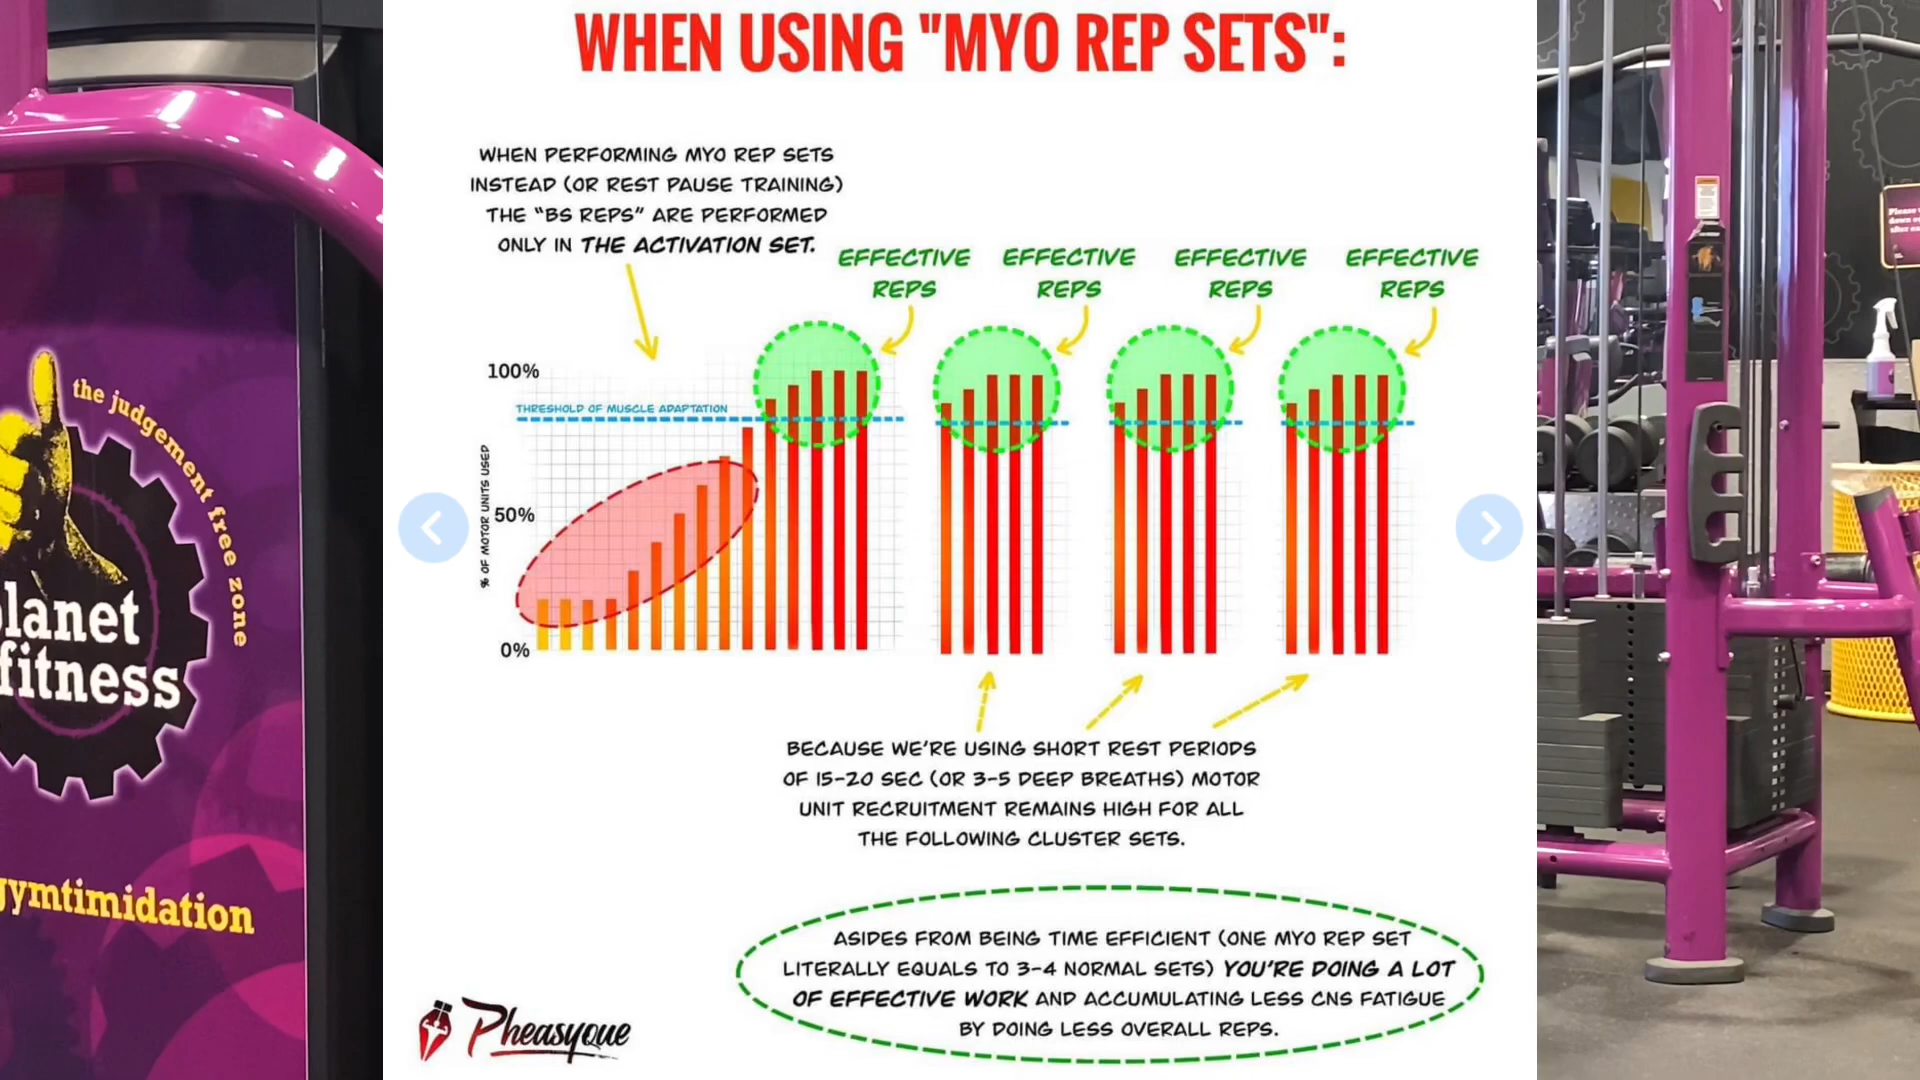 WHEN USING "MYO REP SETS":
WHEN PERFORMING MYO REP SETS
INSTEAD (OR REST PAUSE TRAINING)
THE "BS REPS" ARE PERFORMED
ONLY IN THE ACTIVATION SET.
EFFECTIVE
REPS
EFFECTIVE
REPS
EFFECTIVE
REPS
EFFECTIVE
REPS
100%
THRESHOLD OF MUSCLE ADAPTATION
% OF MOTOR UNITS USED
50%
0%
BECAUSE WE'RE USING SHORT REST PERIODS
OF 15-20 SEC (OR 3-5 DEEP BREATHS) MOTOR
UNIT RECRUITMENT REMAINS HIGH FOR ALL
THE FOLLOWING CLUSTER SETS.
ASIDES FROM BEING TIME EFFICIENT (ONE MYO REP SET
LITERALLY EQUALS TO 3-4 NORMAL SETS) YOU'RE DOING A LOT
OF EFFECTIVE WORK AND ACCUMULATING LESS CNS FATIGUE
BY DOING LESS OVERALL REPS.
Pheasyque
the judgement free zone
lanet
fitness
gymtimidation